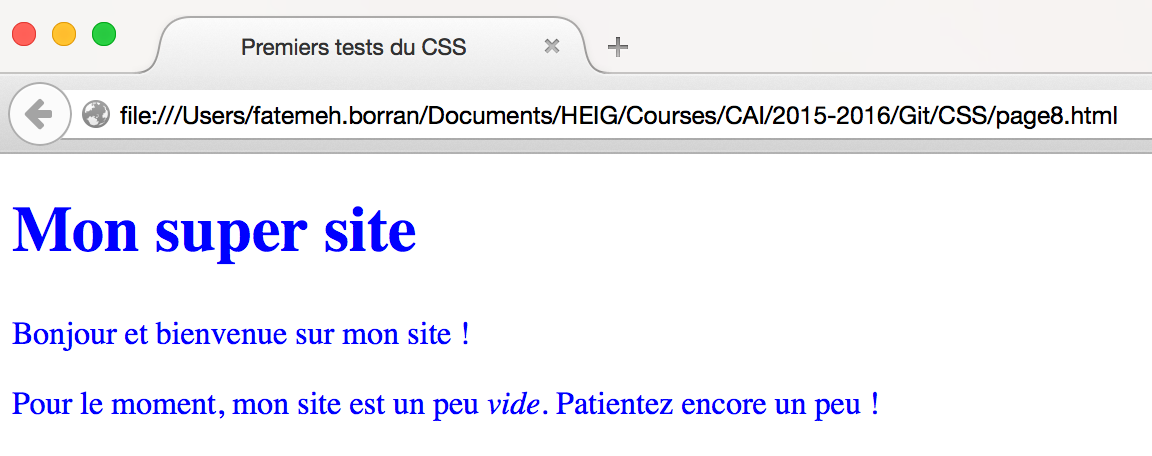 Premiers tests du CSS
file:///Users/fatemeh.borran/Documents/HEIG/Courses/CAI/2015-2016/Git/CSS/page8.html
Mon super site
Bonjour et bienvenue sur mon site !
Pour le moment, mon site est un peu vide. Patientez encore un peu !